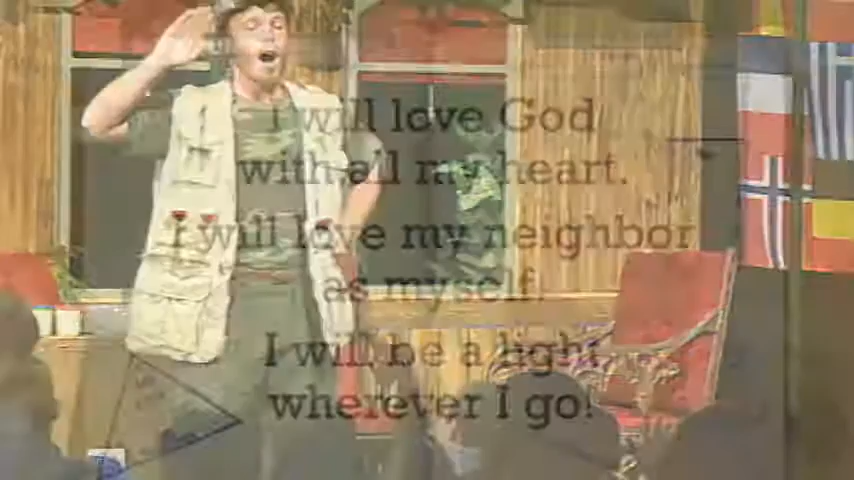 I will love God
with all my heart.
I will love my neighbor
as myself.
I will be a light
wherever I go!